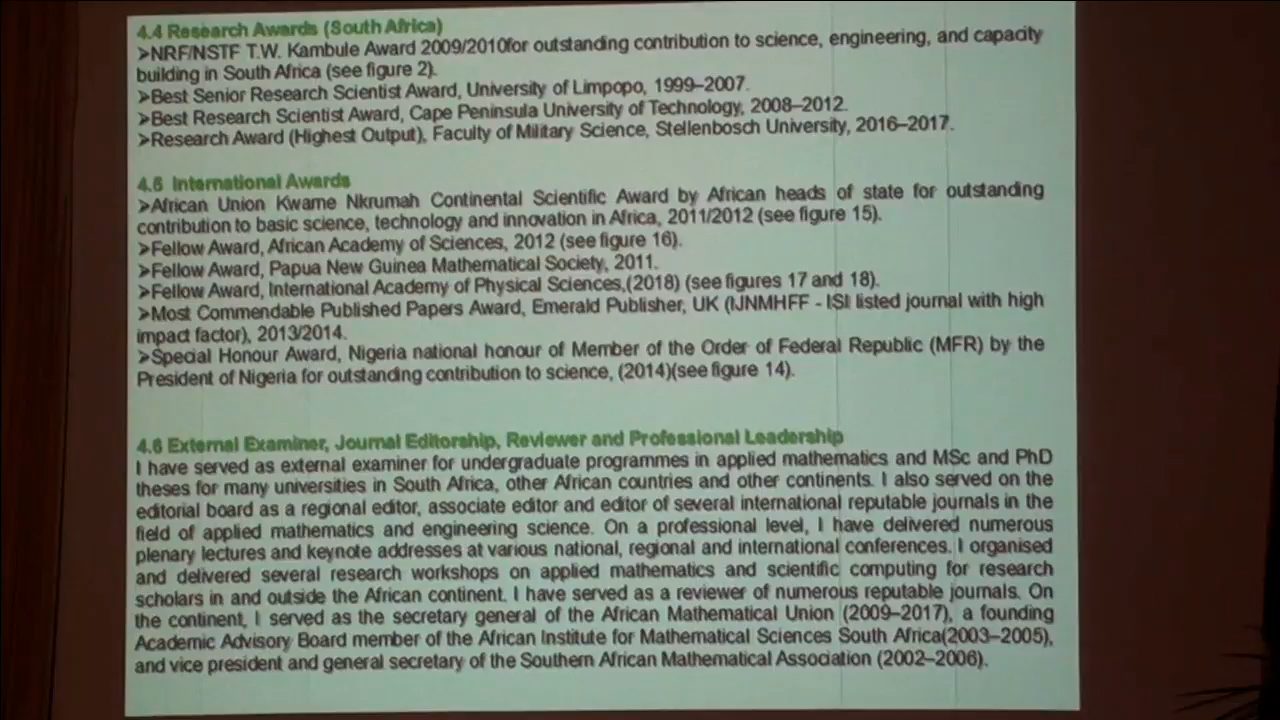 4.4 Research Awards (South Africa)
➢NRF/NSTF T.W. Kambule Award 2009/2010for outstanding contribution to science, engineering, and capacity
building in South Africa (see figure 2).
➢Best Senior Research Scientist Award, University of Limpopo, 1999–2007.
➢Best Research Scientist Award, Cape Peninsula University of Technology, 2008–2012.
➢Research Award (Highest Output), Faculty of Military Science, Stellenbosch University, 2016–2017.
4.5 International Awards
➢African Union Kwame Nkrumah Continental Scientific Award by African heads of state for outstanding
contribution to basic science, technology and innovation in Africa, 2011/2012 (see figure 15).
➢Fellow Award, African Academy of Sciences, 2012 (see figure 16).
➢Fellow Award, Papua New Guinea Mathematical Society, 2011.
➢Fellow Award, International Academy of Physical Sciences,(2018) (see figures 17 and 18).
➢Most Commendable Published Papers Award, Emerald Publisher, UK (IJNMHFF - ISI listed journal with high
impact factor), 2013/2014.
➢Special Honour Award, Nigeria national honour of Member of the Order of Federal Republic (MFR) by the
President of Nigeria for outstanding contribution to science, (2014)(see figure 14).
4.6 External Examiner, Journal Editorship, Reviewer and Professional Leadership
I have served as external examiner for undergraduate programmes in applied mathematics and MSc and PhD
theses for many universities in South Africa, other African countries and other continents. I also served on the
editorial board as a regional editor, associate editor and editor of several international reputable journals in the
field of applied mathematics and engineering science. On a professional level, I have delivered numerous
plenary lectures and keynote addresses at various national, regional and international conferences. I organised
and delivered several research workshops on applied mathematics and scientific computing for research
scholars in and outside the African continent. I have served as a reviewer of numerous reputable journals. On
the continent, I served as the secretary general of the African Mathematical Union (2009–2017), a founding
Academic Advisory Board member of the African Institute for Mathematical Sciences South Africa(2003–2005),
and vice president and general secretary of the Southern African Mathematical Association (2002–2006).